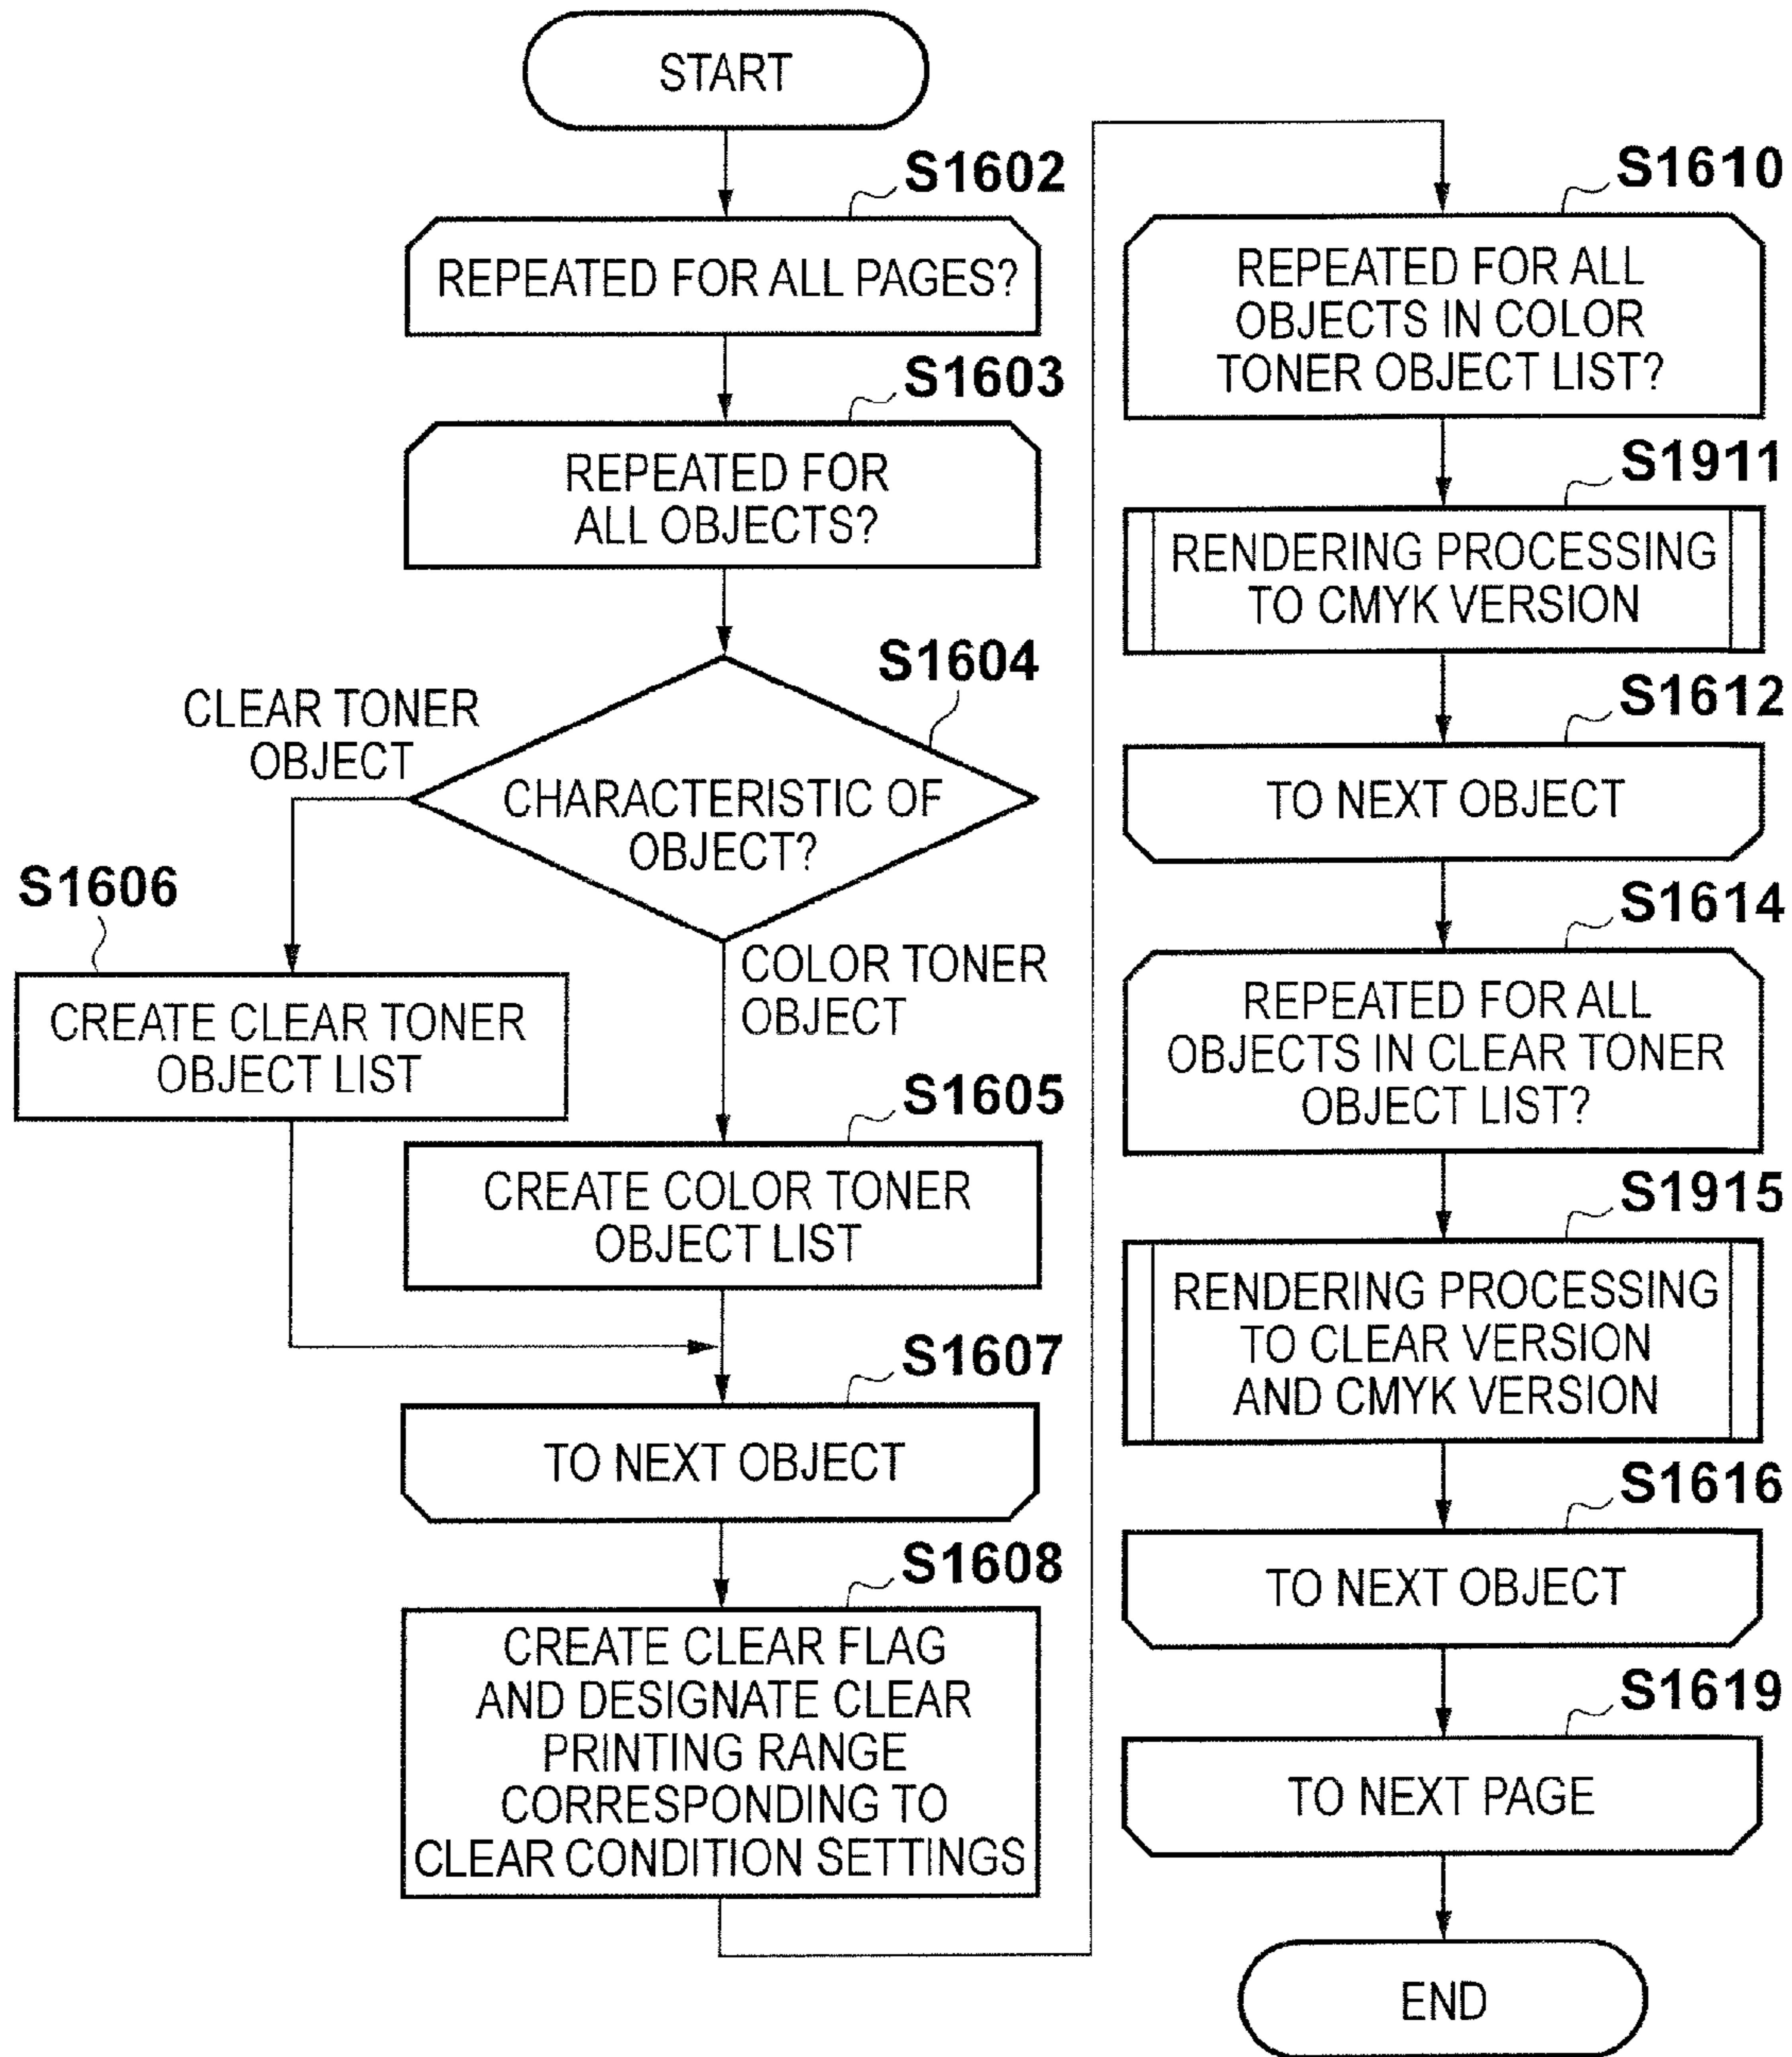 START
S1602
REPEATED FOR ALL PAGES?
S1603
REPEATED FOR
ALL OBJECTS?
S1604
CHARACTERISTIC OF
OBJECT?
CLEAR TONER
OBJECT
S1606
CREATE CLEAR TONER
OBJECT LIST
COLOR TONER
OBJECT
S1605
CREATE COLOR TONER
OBJECT LIST
S1607
TO NEXT OBJECT
S1608
CREATE CLEAR FLAG
AND DESIGNATE CLEAR
PRINTING RANGE
CORRESPONDING TO
CLEAR CONDITION SETTINGS
S1610
REPEATED FOR ALL
OBJECTS IN COLOR
TONER OBJECT LIST?
S1911
RENDERING PROCESSING
TO CMYK VERSION
S1612
TO NEXT OBJECT
S1614
REPEATED FOR ALL
OBJECTS IN CLEAR TONER
OBJECT LIST?
S1915
RENDERING PROCESSING
TO CLEAR VERSION
AND CMYK VERSION
S1616
TO NEXT OBJECT
S1619
TO NEXT PAGE
END